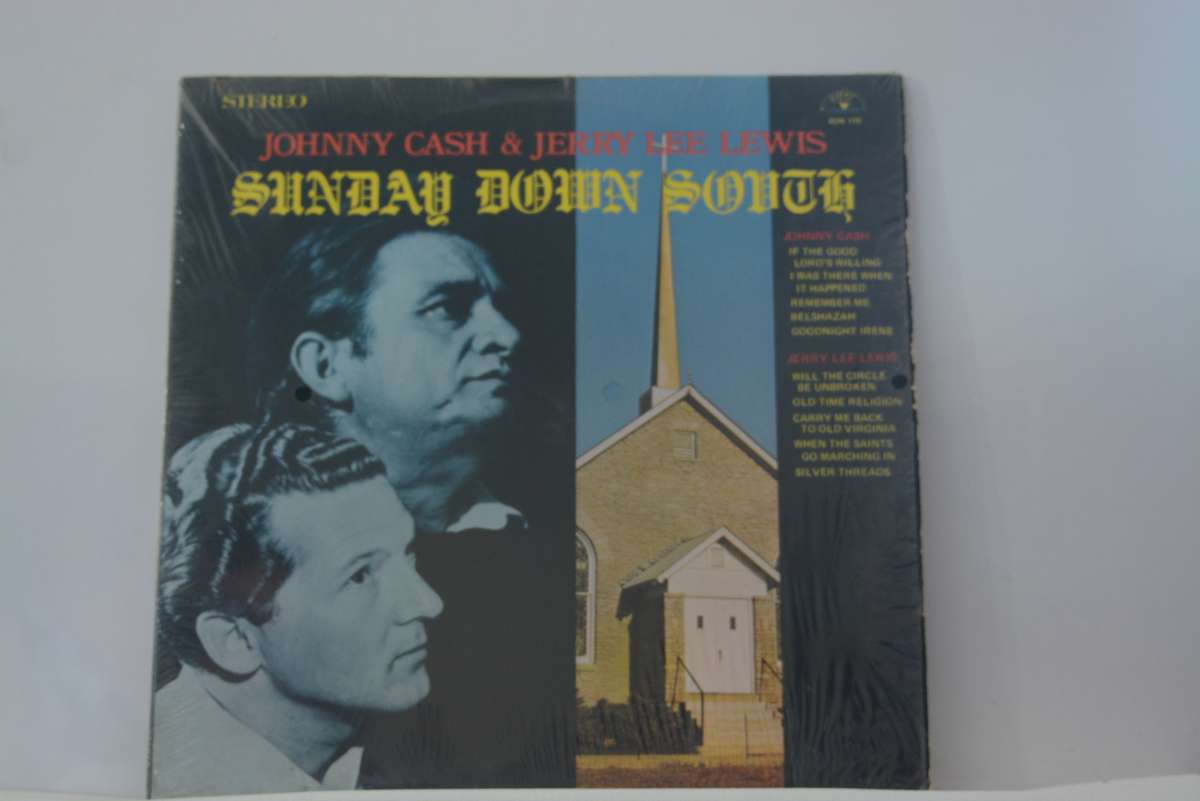 STEREO
SUN 119
JOHNNY CASH & JERRY LEE LEWIS
SUNDAY DOWN SOUTH
JOHNNY CASH
IF THE GOOD
LORD'S WILLING
I WAS THERE WHEN
IT HAPPENED
REMEMBER ME
BELSHAZAH
GOODNIGHT IRENE
JERRY LEE LEWIS
WILL THE CIRCLE
BE UNBROKEN
OLD TIME RELIGION
CARRY ME BACK
TO OLD VIRGINIA
WHEN THE SAINTS
GO MARCHING IN
SILVER THREADS